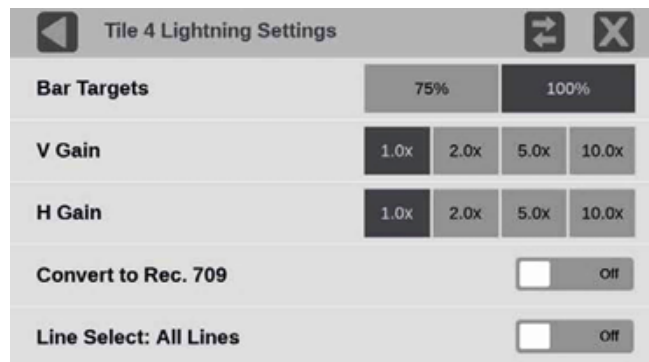 Tile 4 Lightning Settings
Bar Targets 75% 100%
V Gain 1.0x 2.0x 5.0x 10.0x
H Gain 1.0x 2.0x 5.0x 10.0x
Convert to Rec. 709 Off
Line Select: All Lines Off